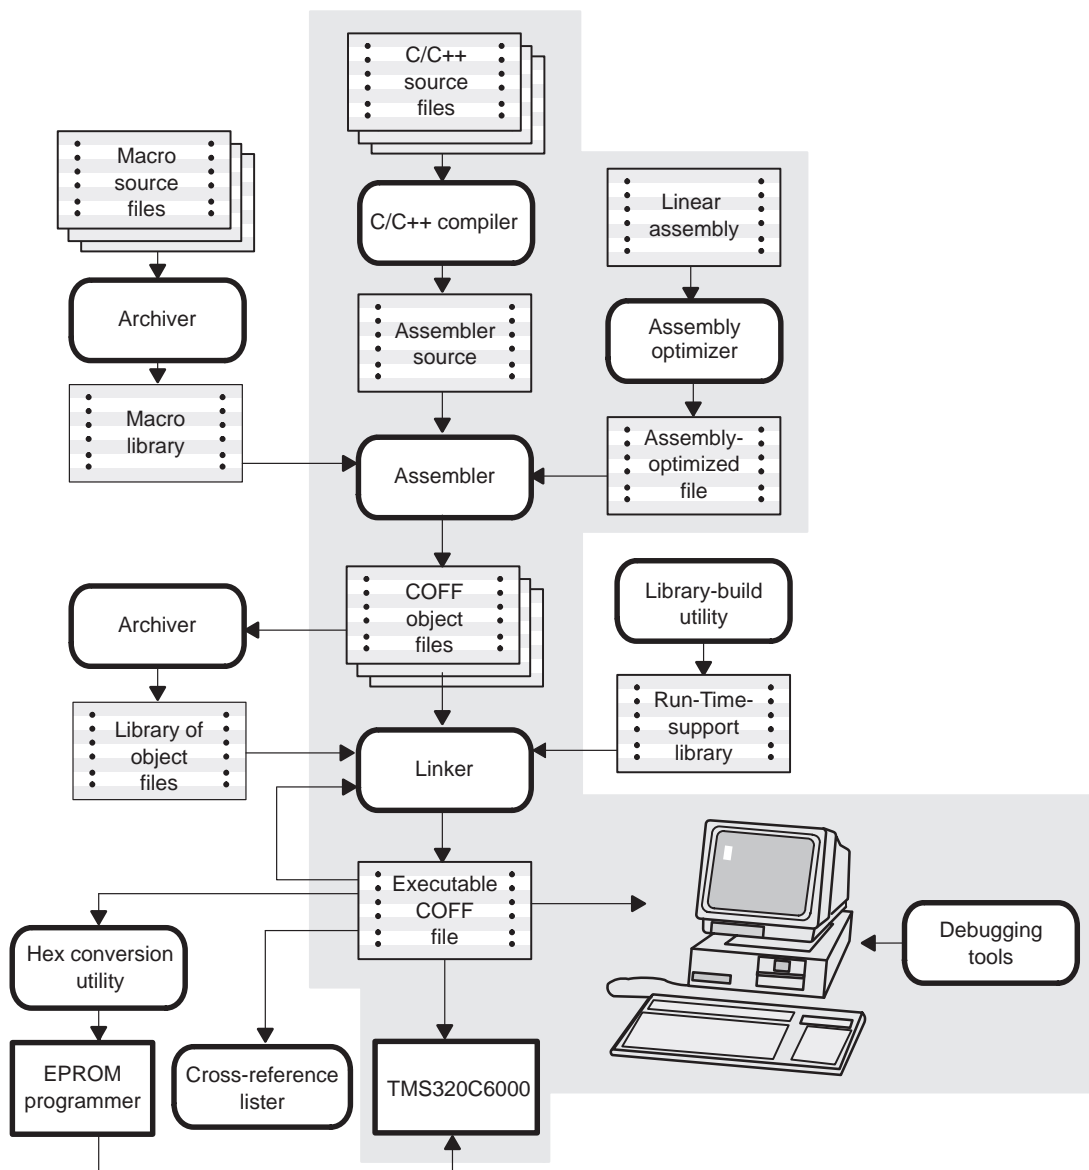 C/C++
source
files
Macro
source
files
C/C++ compiler
Linear
assembly
Archiver
Assembler
source
Assembly
optimizer
Macro
library
Assembler
Assembly-
optimized
file
Archiver
COFF
object
files
Library-build
utility
Library of
object
files
Linker
Run-Time-
support
library
Executable
COFF
file
Hex conversion
utility
Debugging
tools
EPROM
programmer
Cross-reference
lister
TMS320C6000